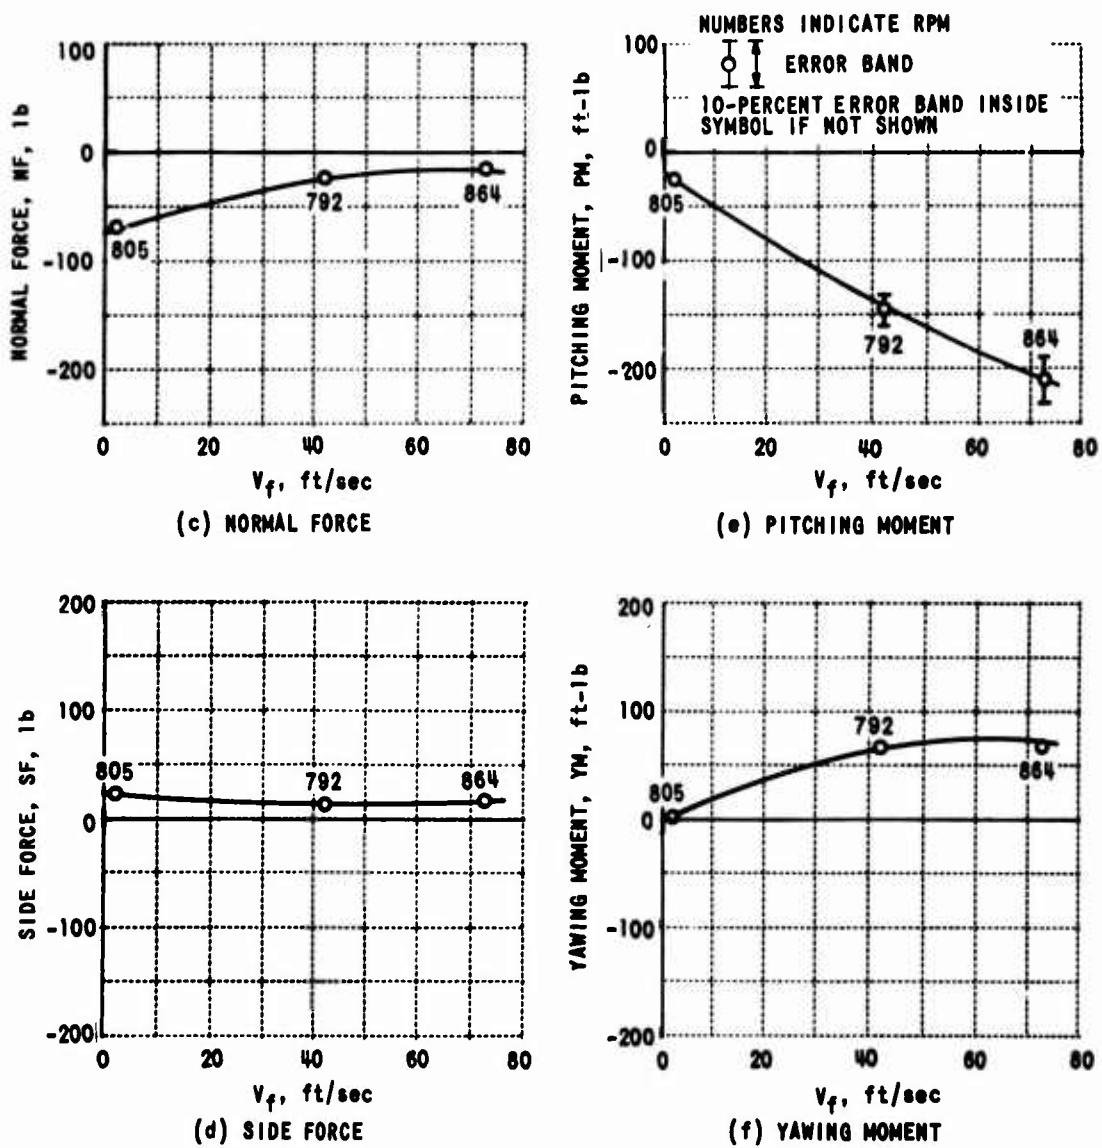 NUMBERS INDICATE RPM
ERROR BAND
10-PERCENT ERROR BAND INSIDE
SYMBOL IF NOT SHOWN
100
0
-100
-200
NORMAL FORCE, NF, lb
805
792
864
0 20 40 60 80
Vf, ft/sec
(c) NORMAL FORCE
100
0
-100
-200
PITCHING MOMENT, PM, ft-lb
805
792
864
0 20 40 60 80
Vf, ft/sec
(e) PITCHING MOMENT
200
100
0
-100
-200
SIDE FORCE, SF, lb
805
792
864
0 20 40 60 80
Vf, ft/sec
(d) SIDE FORCE
200
100
0
-100
-200
YAWING MOMENT, YM, ft-lb
805
792
864
0 20 40 60 80
Vf, ft/sec
(f) YAWING MOMENT